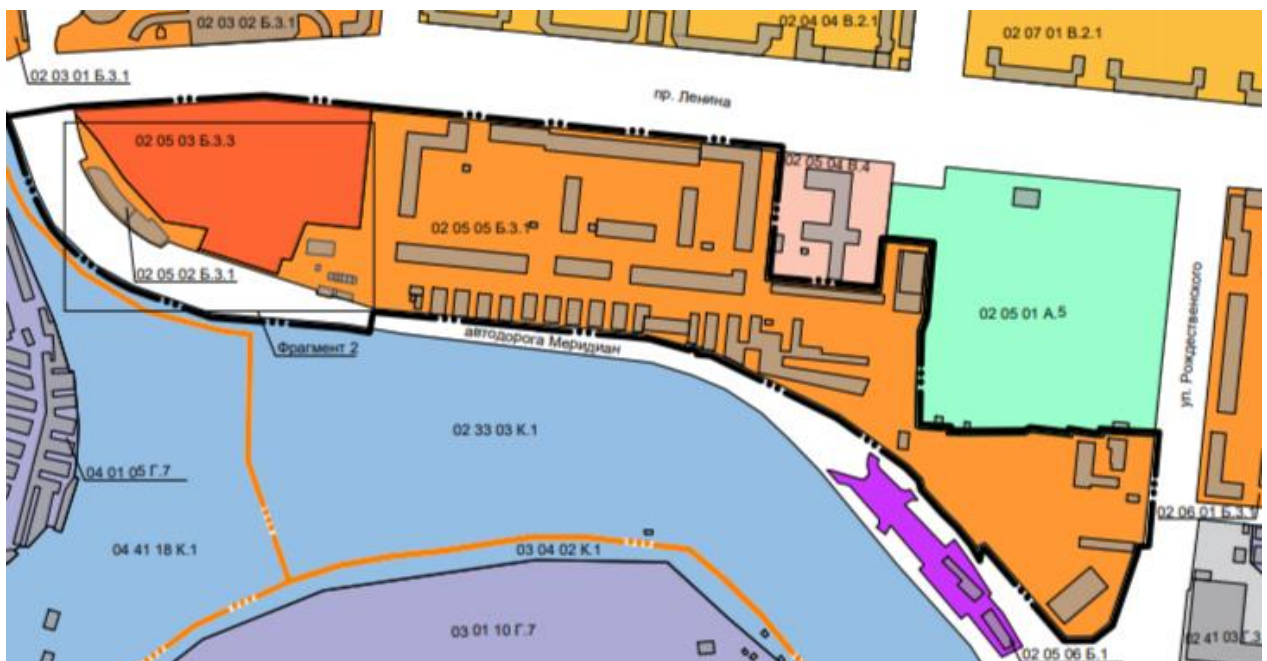 02 03 02 Б.3.1
02 04 04 В.2.1
02 07 01 В.2.1
02 03 01 Б.3.1
пр. Ленина
02 05 03 Б.3.3
02 05 04 В.4
02 05 05 Б.3.1
02 05 02 Б.3.1
02 05 01 А.5
автодорога Меридиан
Фрагмент 2
ул. Рождественского
02 33 03 К.1
04 01 05 Г.7
02 06 01 Б.3.1
04 41 18 К.1
03 04 02 К.1
03 01 10 Г.7
02 41 03 Г.3
02 05 06 Б.1